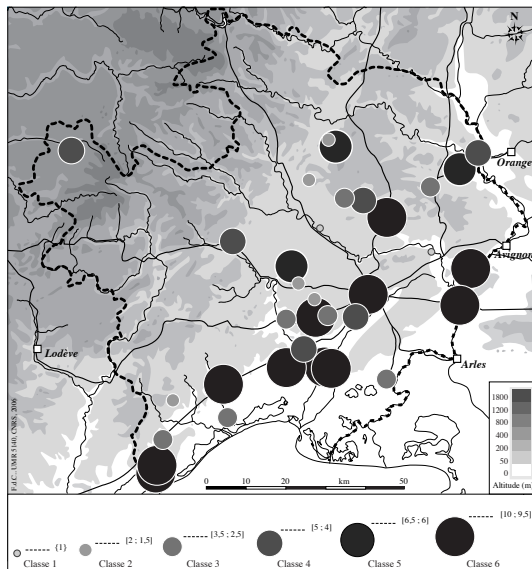 N
Orange
Avignon
Lodève
Arles
1800
1200
400
200
50
0
Altitude (m)
F.d.C., UMR 5140, CNRS, 2006
0 10 20 30 km 50
{1}
[2 ; 1,5]
[3,5 ; 2,5]
[5 ; 4]
[6,5 ; 6]
[10 ; 9,5]
Classe 1 Classe 2 Classe 3 Classe 4 Classe 5 Classe 6